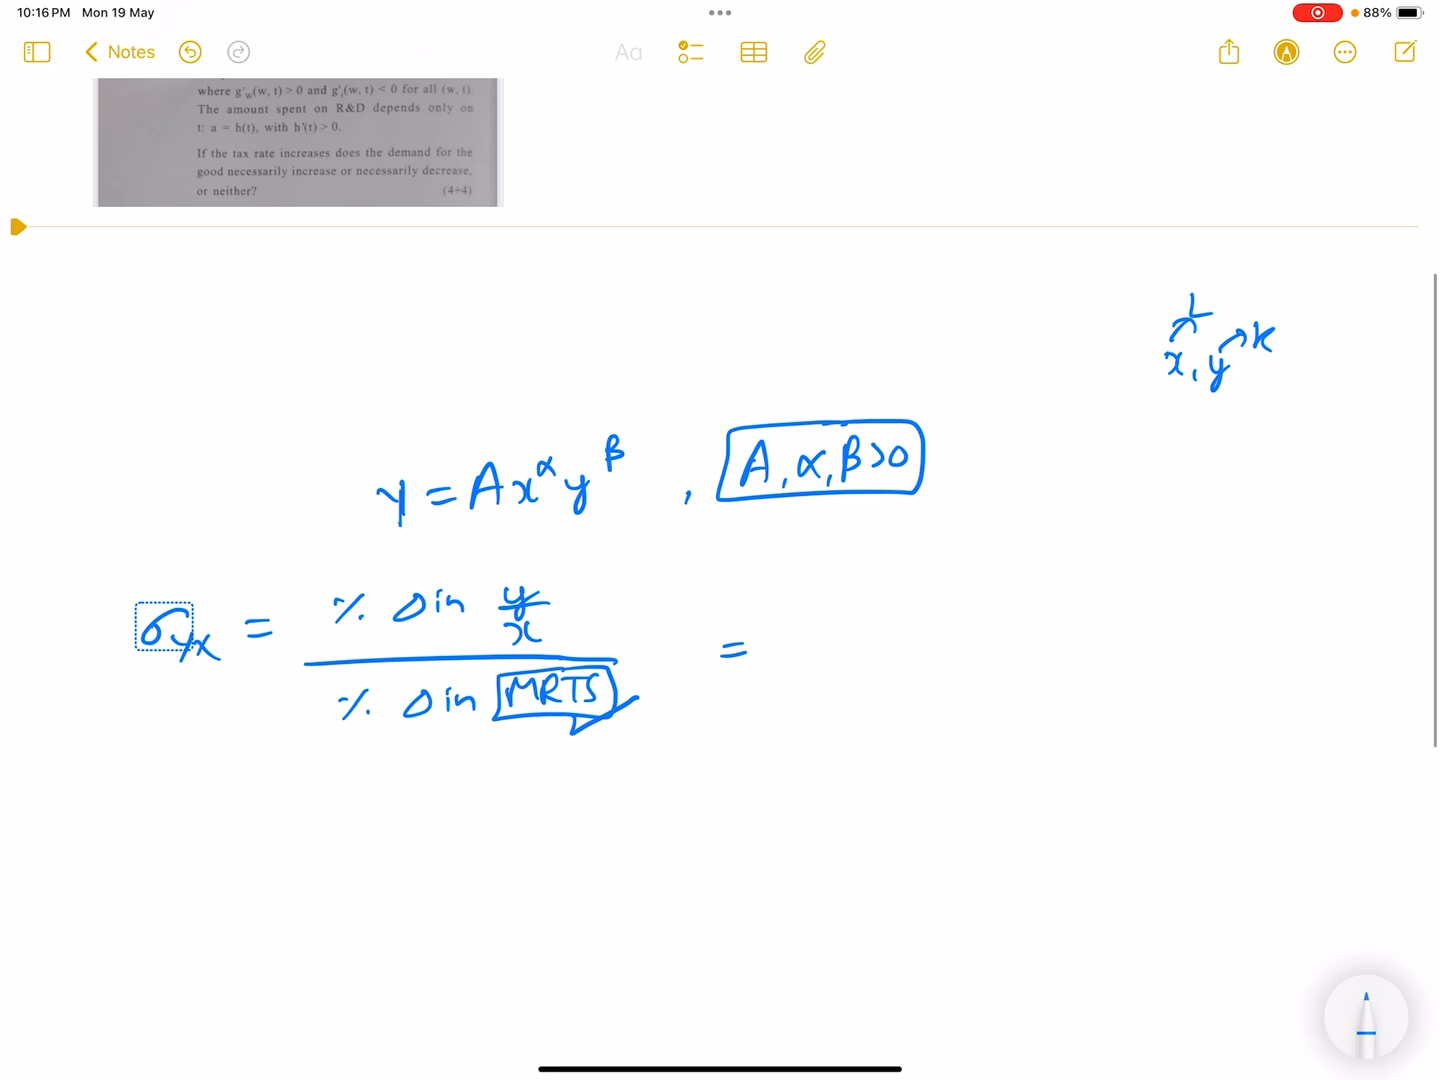 10:16 PM Mon 19 May
88%
Notes
Aa
where g'w(w, t) > 0 and g't(w, t) < 0 for all (w, t).
The amount spent on R&D depends only on
t: a = h(t), with h'(t) > 0.
If the tax rate increases does the demand for the
good necessarily increase or necessarily decrease,
or neither? (4+4)
L
K
x, y
Y = Ax^α y^β , A, α, β > 0
σyx = % Δ in y/x / % Δ in MRTS =